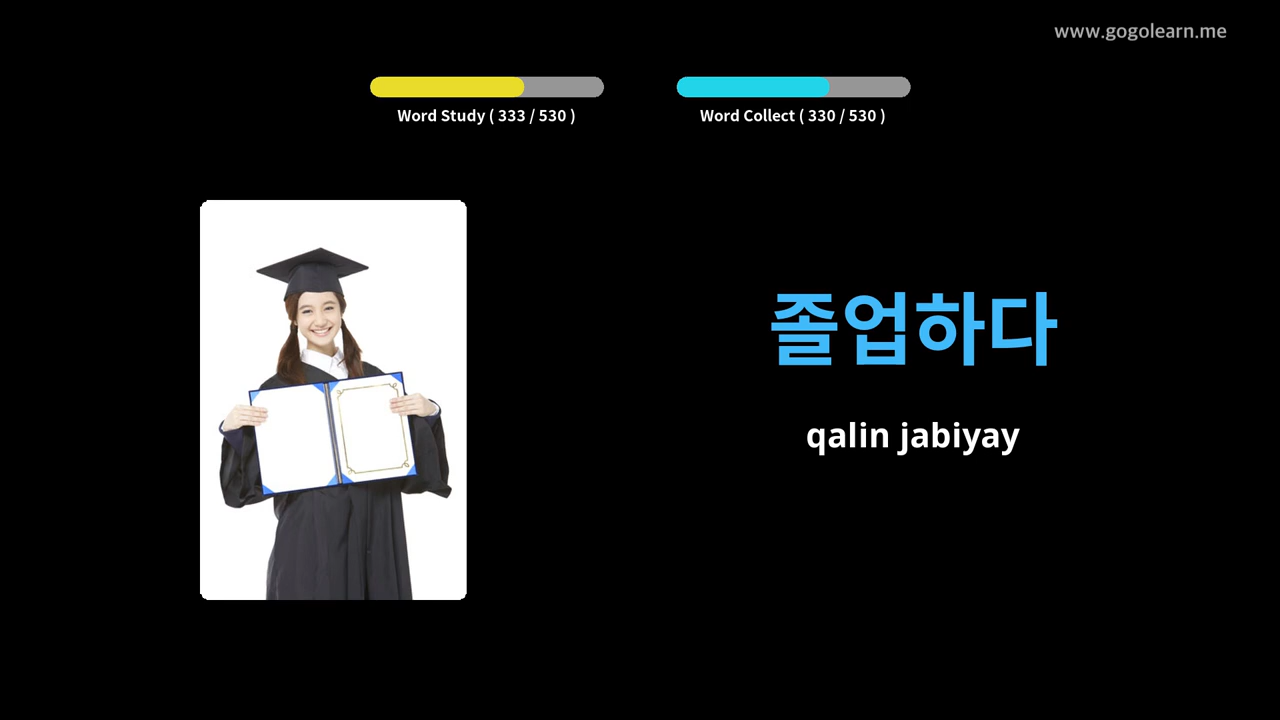 www.gogolearn.me
Word Study ( 333 / 530 )
Word Collect ( 330 / 530 )
졸업하다
qalin jabiyay